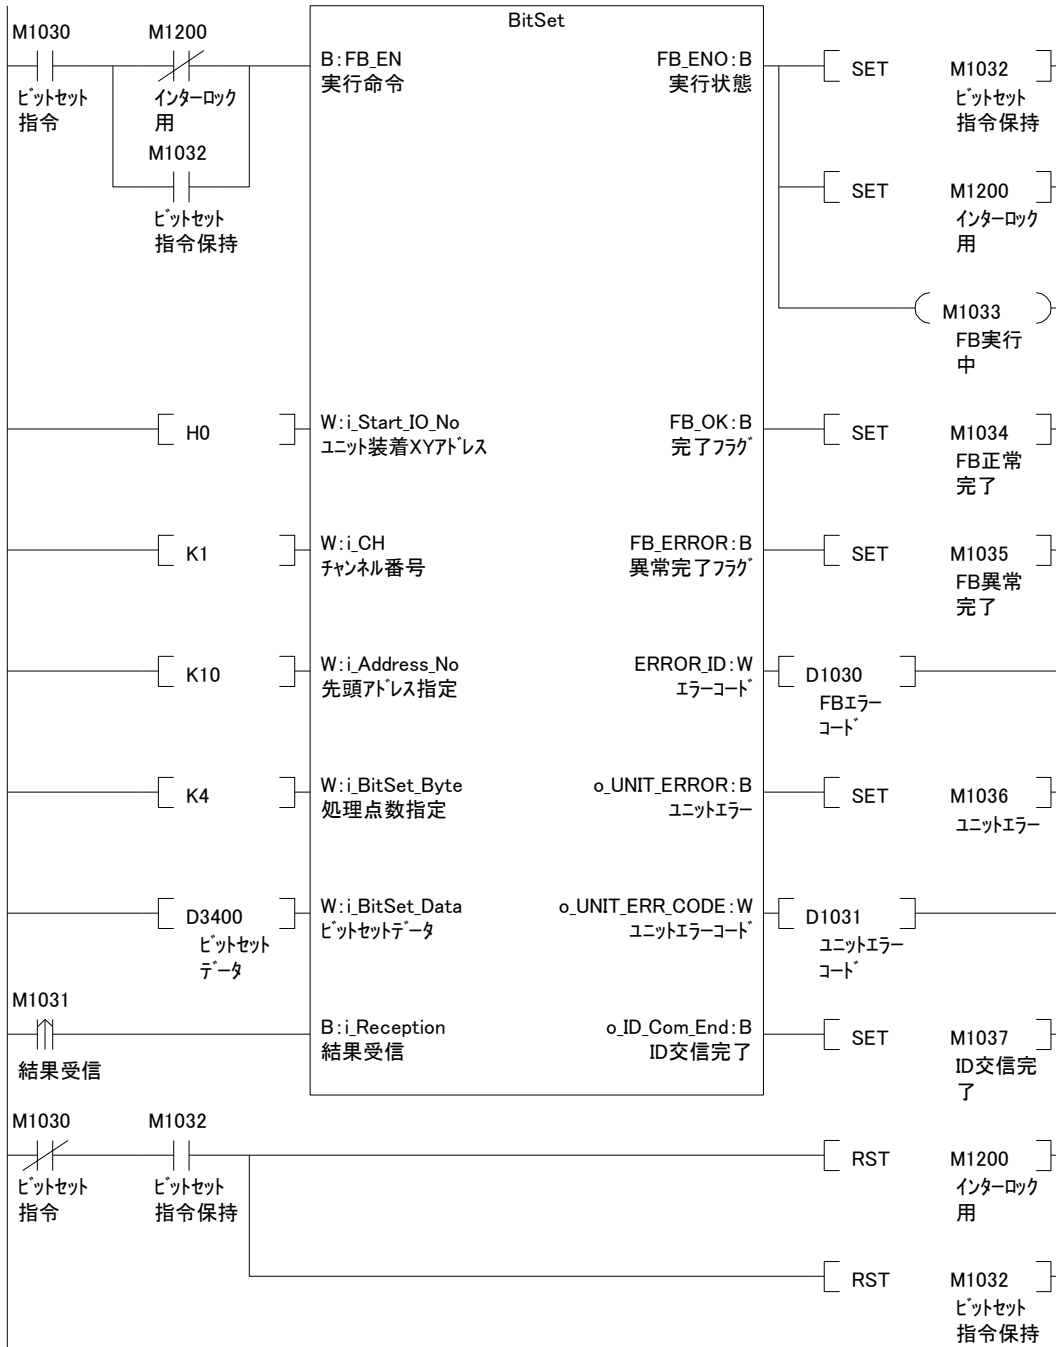 BitSet
M1030 M1200
B:FB_EN FB_ENO:B SET M1032
ビットセット インターロック 実行命令 実行状態 ビットセット
指令 用 指令保持
M1032
SET M1200
ビットセット インターロック
指令保持 用
M1033
FB実行
中
H0 W:i_Start_IO_No FB_OK:B SET M1034
ユニット装着XYアドレス 完了フラグ FB正常
完了
K1 W:i_CH FB_ERROR:B SET M1035
チャンネル番号 異常完了フラグ FB異常
完了
K10 W:i_Address_No ERROR_ID:W D1030
先頭アドレス指定 エラーコード FBエラー
コード
K4 W:i_BitSet_Byte o_UNIT_ERROR:B SET M1036
処理点数指定 ユニットエラー ユニットエラー
D3400 W:i_BitSet_Data o_UNIT_ERR_CODE:W D1031
ビットセット ビットセットデータ ユニットエラーコード ユニットエラー
データ コード
M1031
B:i_Reception o_ID_Com_End:B SET M1037
結果受信 結果受信 ID交信完了 ID交信完
了
M1030 M1032
RST M1200
ビットセット ビットセット インターロック
指令 指令保持 用
RST M1032
ビットセット
指令保持